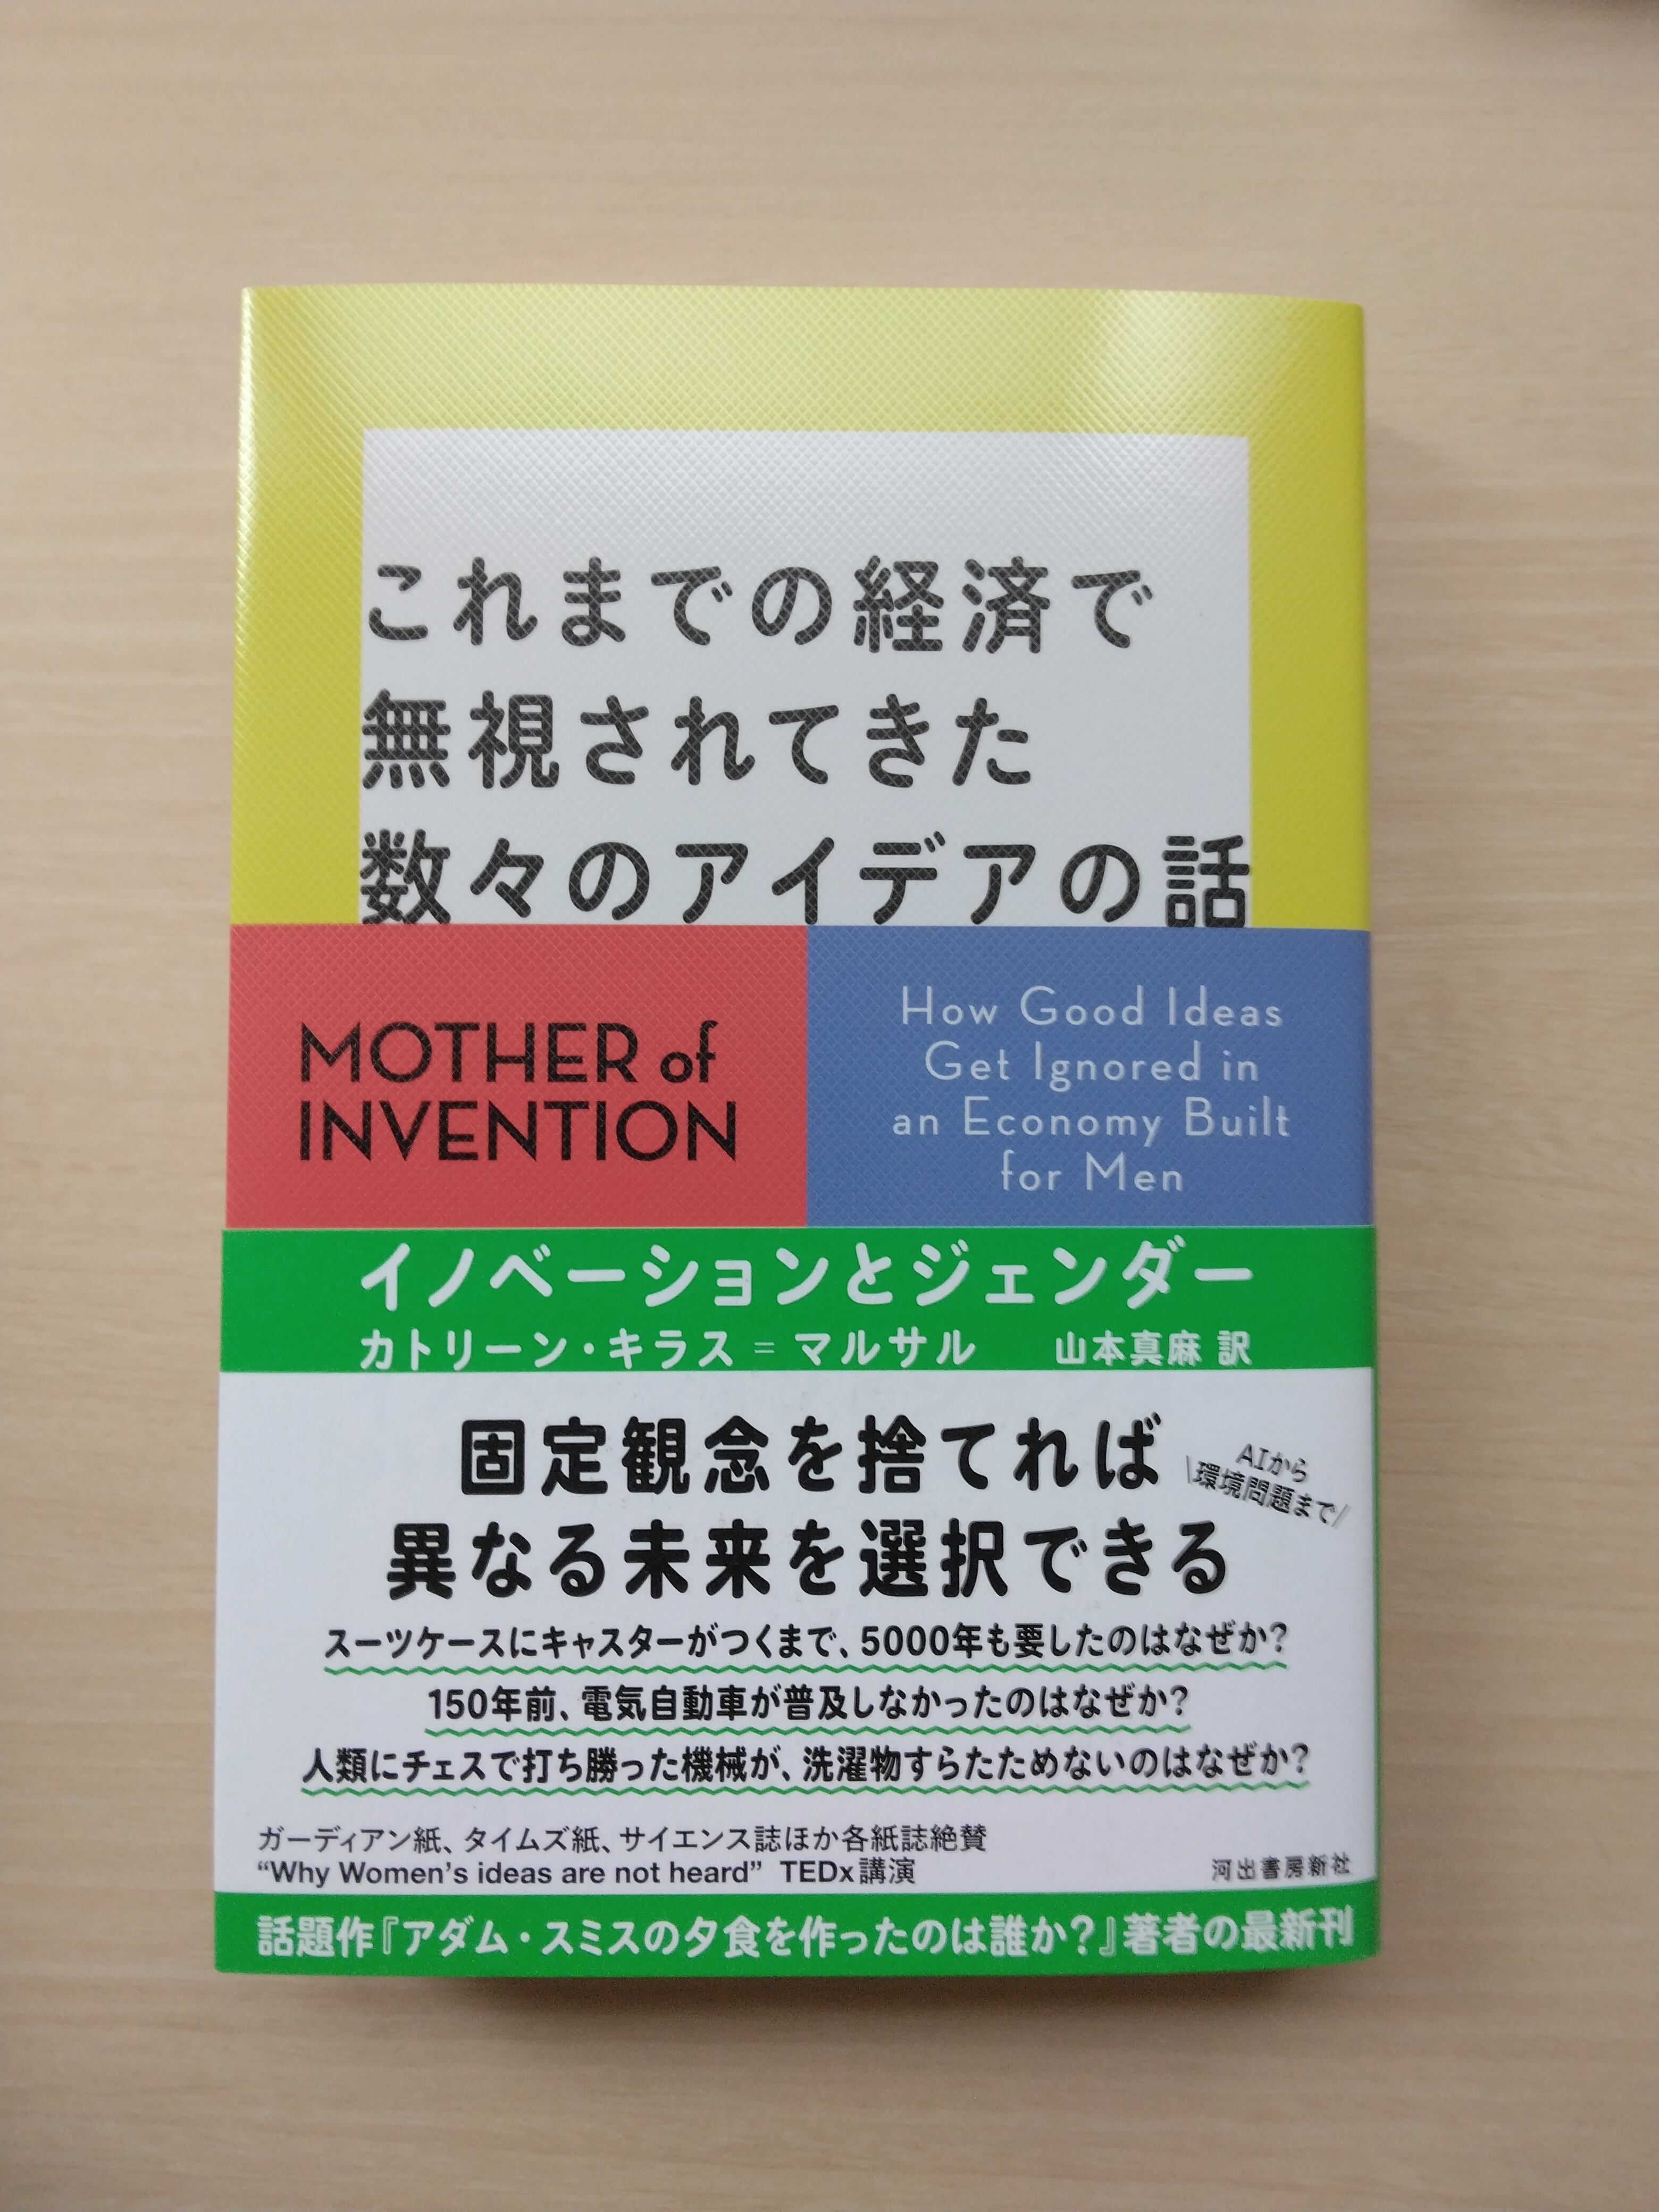 これまでの経済で
無視されてきた
数々のアイデアの話
MOTHER of
INVENTION
How Good Ideas
Get Ignored in
an Economy Built
for Men
イノベーションとジェンダー
カトリーン・キラス=マルサル 山本真麻 訳
固定観念を捨てれば
AIから
\環境問題まで/
異なる未来を選択できる
スーツケースにキャスターがつくまで、5000年も要したのはなぜか?
150年前、電気自動車が普及しなかったのはなぜか?
人類にチェスで打ち勝った機械が、洗濯物すらたためないのはなぜか?
ガーディアン紙、タイムズ紙、サイエンス誌ほか各紙誌絶賛
“Why Women’s ideas are not heard” TEDx講演
河出書房新社
話題作『アダム・スミスの夕食を作ったのは誰か?』著者の最新刊